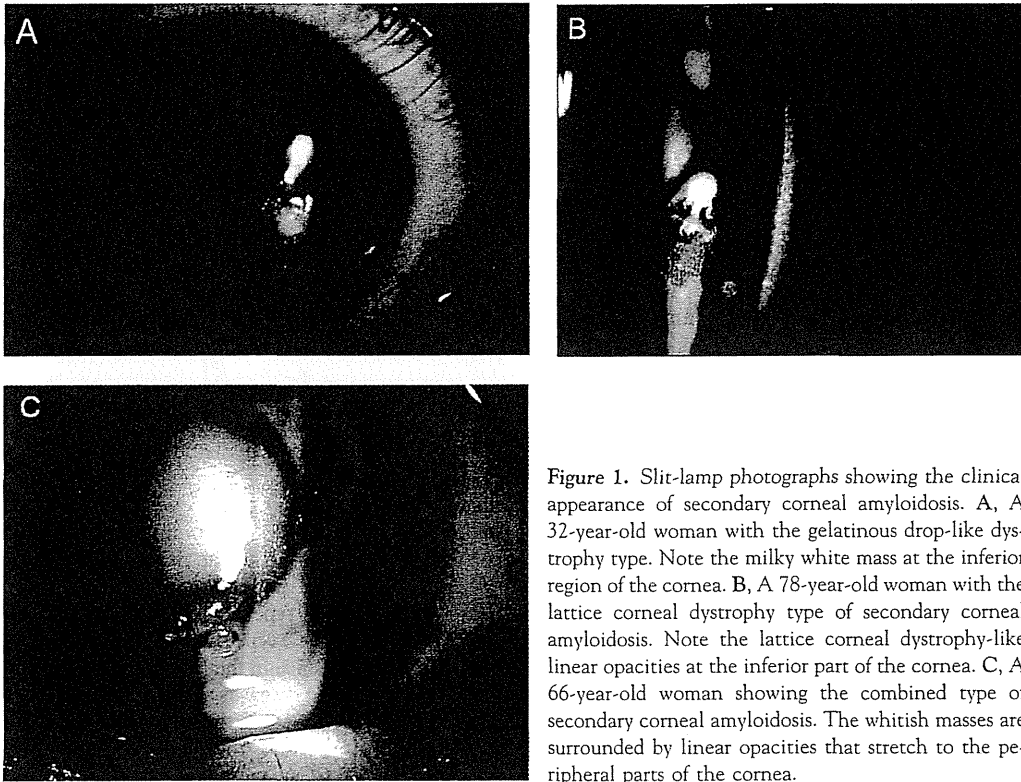 A
B
C
Figure 1. Slit-lamp photographs showing the clinical
appearance of secondary corneal amyloidosis. A, A
32-year-old woman with the gelatinous drop-like dys-
trophy type. Note the milky white mass at the inferior
region of the cornea. B, A 78-year-old woman with the
lattice corneal dystrophy type of secondary corneal
amyloidosis. Note the lattice corneal dystrophy-like
linear opacities at the inferior part of the cornea. C, A
66-year-old woman showing the combined type of
secondary corneal amyloidosis. The whitish masses are
surrounded by linear opacities that stretch to the pe-
ripheral parts of the cornea.